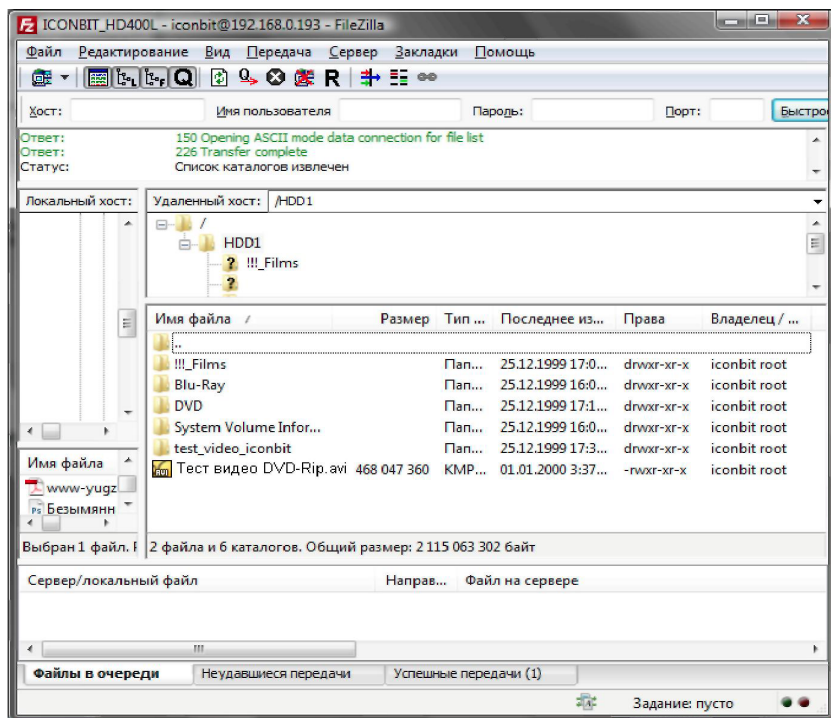 ICONBIT_HD400L - iconbit@192.168.0.193 - FileZilla
Файл Редактирование Вид Передача Сервер Закладки Помощь
Хост: Имя пользователя Пароль: Порт: Быстро
Ответ: 150 Opening ASCII mode data connection for file list
Ответ: 226 Transfer complete
Статус: Список каталогов извлечен
Локальный хост: Удаленный хост: /HDD1
/
HDD1
? !!!_Films
?
Имя файла / Размер Тип ... Последнее из... Права Владелец / ...
..
!!!_Films Пап... 25.12.1999 17:0... drwxr-xr-x iconbit root
Blu-Ray Пап... 25.12.1999 16:0... drwxr-xr-x iconbit root
DVD Пап... 25.12.1999 17:1... drwxr-xr-x iconbit root
System Volume Infor... Пап... 25.12.1999 16:0... drwxr-xr-x iconbit root
test_video_iconbit Пап... 25.12.1999 17:3... drwxr-xr-x iconbit root
Тест видео DVD-Rip.avi 468 047 360 KMP... 01.01.2000 3:37... -rwxr-xr-x iconbit root
Имя файла
www-yugz
Безымянн
Выбран 1 файл. 2 файла и 6 каталогов. Общий размер: 2 115 063 302 байт
Сервер/локальный файл Направ... Файл на сервере
Файлы в очереди Неудавшиеся передачи Успешные передачи (1)
Задание: пусто